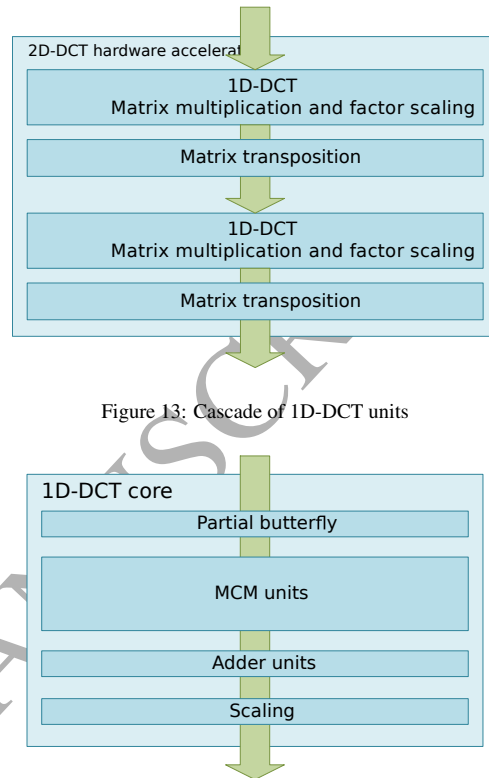 2D-DCT hardware accelerat
1D-DCT
Matrix multiplication and factor scaling
Matrix transposition
1D-DCT
Matrix multiplication and factor scaling
Matrix transposition
Figure 13: Cascade of 1D-DCT units
1D-DCT core
Partial butterfly
MCM units
Adder units
Scaling